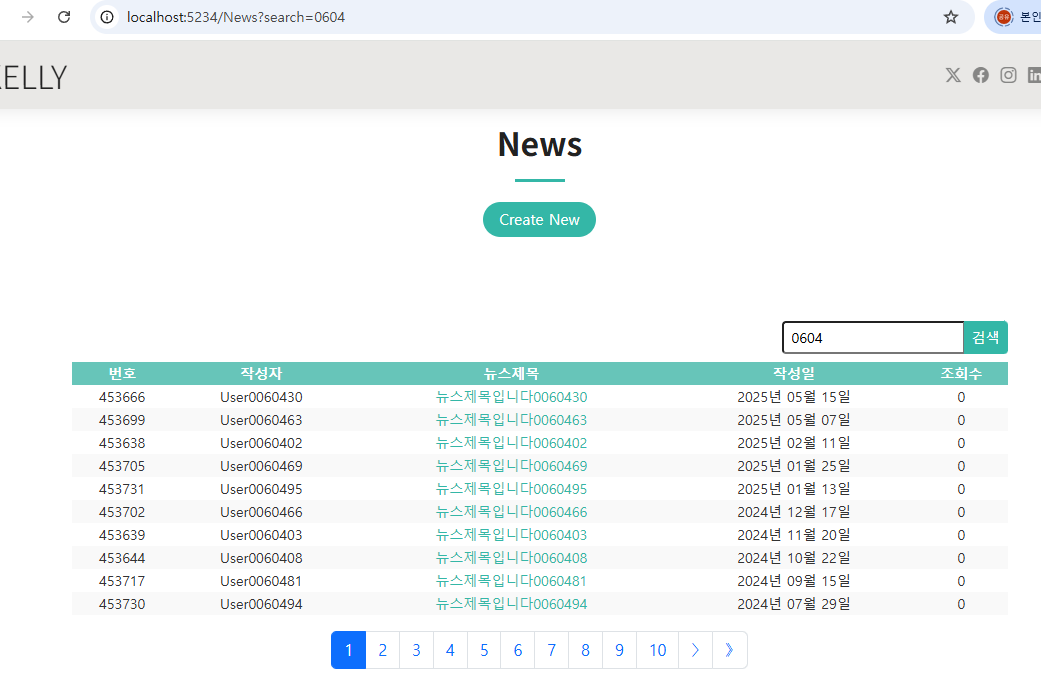 localhost:5234/News?search=0604
본인
KELLY
News
Create New
0604 검색
번호 작성자 뉴스제목 작성일 조회수
453666 User0060430 뉴스제목입니다0060430 2025년 05월 15일 0
453699 User0060463 뉴스제목입니다0060463 2025년 05월 07일 0
453638 User0060402 뉴스제목입니다0060402 2025년 02월 11일 0
453705 User0060469 뉴스제목입니다0060469 2025년 01월 25일 0
453731 User0060495 뉴스제목입니다0060495 2025년 01월 13일 0
453702 User0060466 뉴스제목입니다0060466 2024년 12월 17일 0
453639 User0060403 뉴스제목입니다0060403 2024년 11월 20일 0
453644 User0060408 뉴스제목입니다0060408 2024년 10월 22일 0
453717 User0060481 뉴스제목입니다0060481 2024년 09월 15일 0
453730 User0060494 뉴스제목입니다0060494 2024년 07월 29일 0
1 2 3 4 5 6 7 8 9 10 〉 》